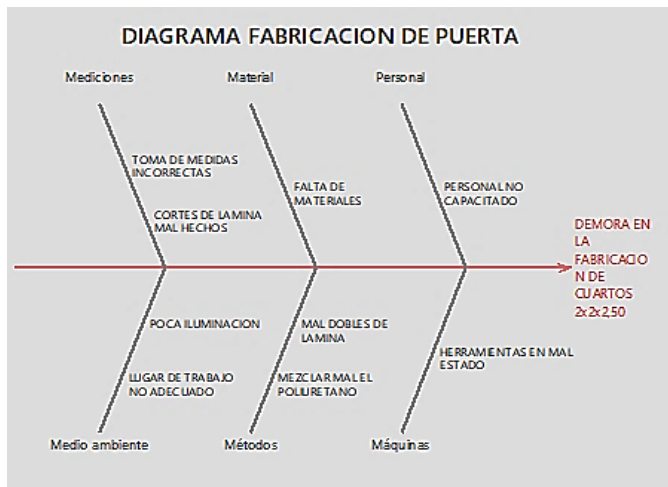 DIAGRAMA FABRICACION DE PUERTA
Mediciones
Material
Personal
TOMA DE MEDIDAS
INCORRECTAS
CORTES DE LAMINA
MAL HECHOS
FALTA DE
MATERIALES
PERSONAL NO
CAPACITADO
DEMORA EN
LA
FABRICACIO
N DE
CUARTOS
2x2x2,50
POCA ILUMINACION
LUGAR DE TRABAJO
NO ADECUADO
MAL DOBLES DE
LAMINA
MEZCLAR MAL EL
POLIURETANO
HERRAMIENTAS EN MAL
ESTADO
Medio ambiente
Métodos
Máquinas